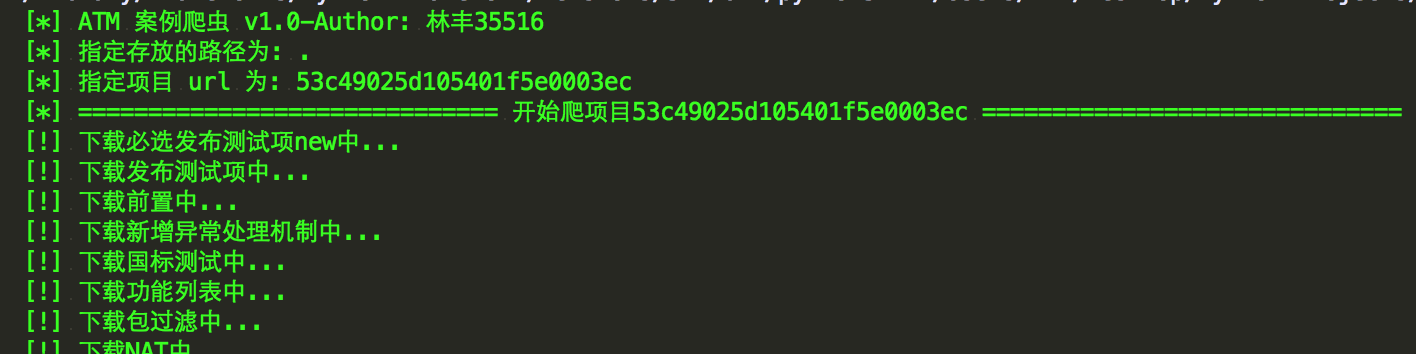 [*] ATM 案例爬虫 v1.0-Author: 林丰35516
[*] 指定存放的路径为: .
[*] 指定项目 url 为: 53c49025d105401f5e0003ec
[*] ============================== 开始爬项目53c49025d105401f5e0003ec ==============================
[!] 下载必选发布测试项new中...
[!] 下载发布测试项中...
[!] 下载前置中...
[!] 下载新增异常处理机制中...
[!] 下载国标测试中...
[!] 下载功能列表中...
[!] 下载包过滤中...
[!] 下载NAT中